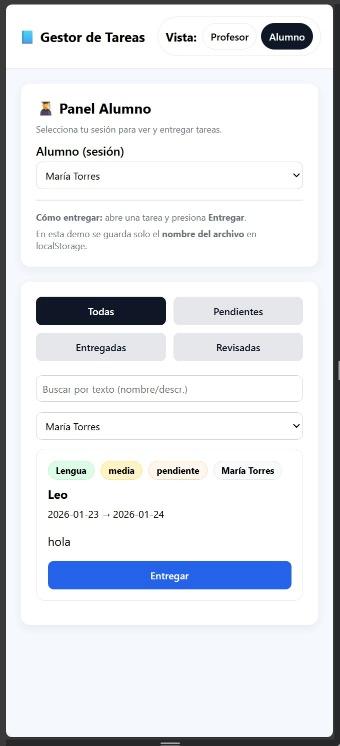 Gestor de Tareas
Vista:
Profesor
Alumno
Panel Alumno
Selecciona tu sesión para ver y entregar tareas.
Alumno (sesión)
María Torres
Cómo entregar: abre una tarea y presiona Entregar.
En esta demo se guarda solo el nombre del archivo en
localStorage.
Todas
Pendientes
Entregadas
Revisadas
Buscar por texto (nombre/descr.)
María Torres
Lengua
media
pendiente
María Torres
Leo
2026-01-23 → 2026-01-24
hola
Entregar